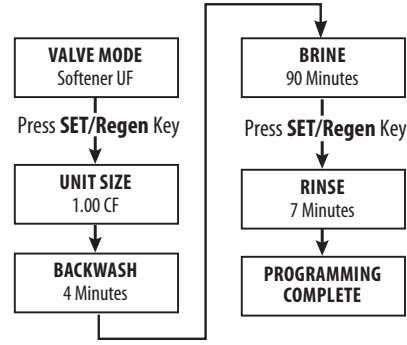 VALVE MODE
Softener UF
Press SET/Regen Key
UNIT SIZE
1.00 CF
BACKWASH
4 Minutes
BRINE
90 Minutes
Press SET/Regen Key
RINSE
7 Minutes
PROGRAMMING
COMPLETE